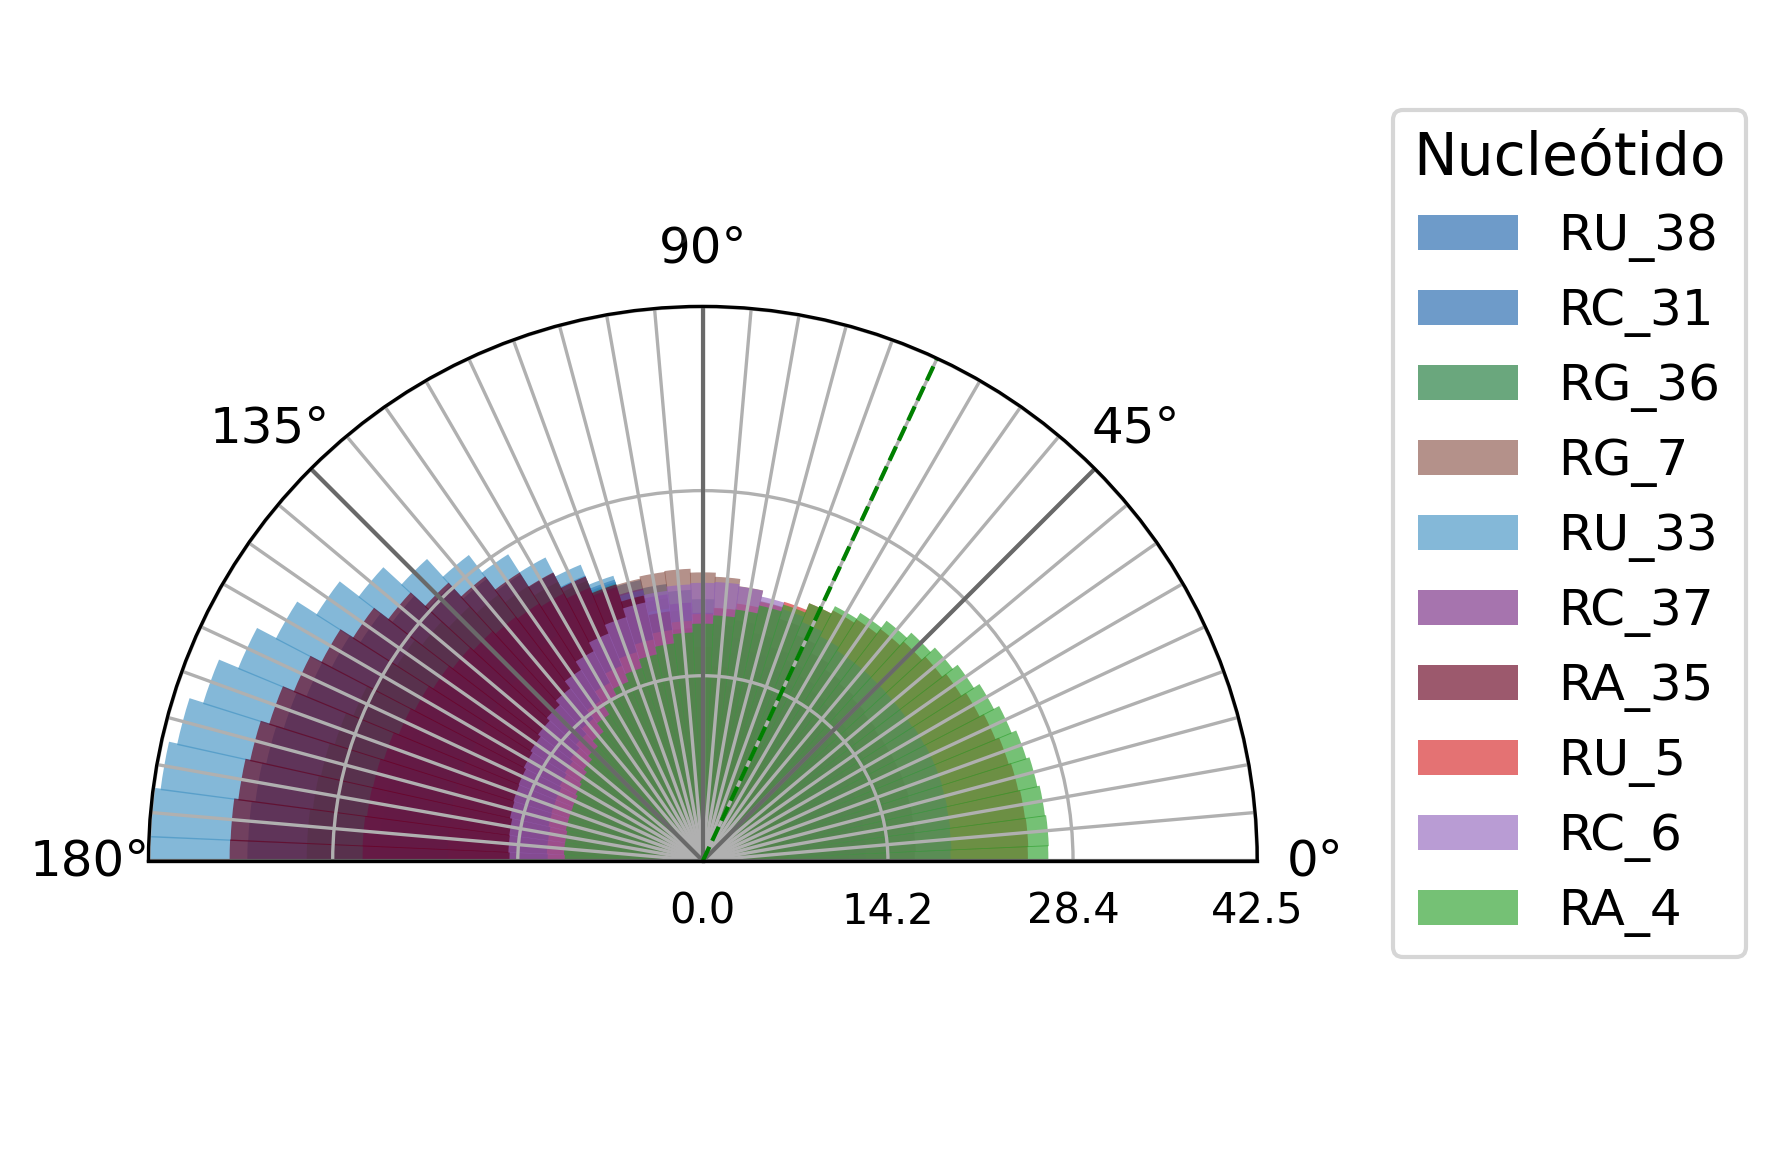 90°
135°
45°
180°
0°
0.0
14.2
28.4
42.5
Nucleótido
RU_38
RC_31
RG_36
RG_7
RU_33
RC_37
RA_35
RU_5
RC_6
RA_4